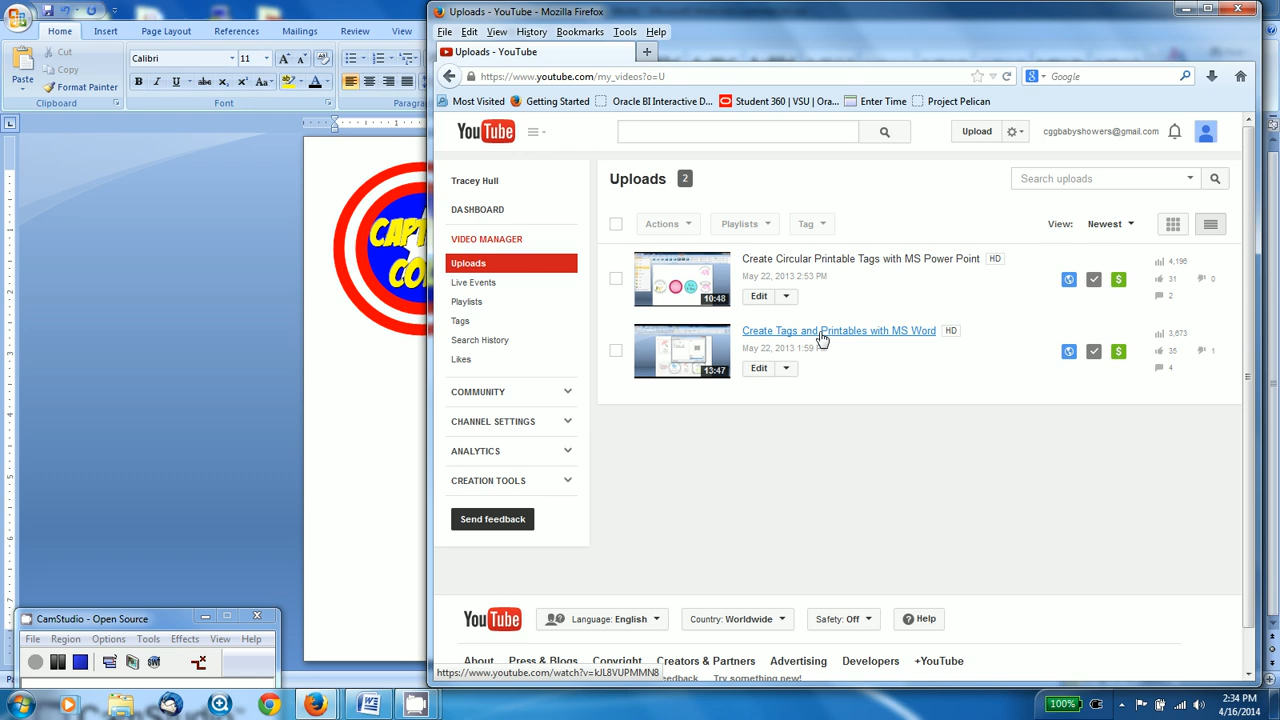 Uploads - YouTube - Mozilla Firefox
File Edit View History Bookmarks Tools Help
Uploads - YouTube
https://www.youtube.com/my_videos?o=U
Google
Most Visited Getting Started Oracle BI Interactive D... Student 360 | VSU | Ora... Enter Time Project Pelican
Home Insert Page Layout References Mailings Review View
Paste
Cut
Copy
Format Painter
Calibri 11
Clipboard Font Paragra
YouTube
Upload
cggbabyshowers@gmail.com
Tracey Hull
DASHBOARD
VIDEO MANAGER
Uploads
Live Events
Playlists
Tags
Search History
Likes
COMMUNITY
CHANNEL SETTINGS
ANALYTICS
CREATION TOOLS
Send feedback
Uploads 2
Search uploads
Actions Playlists Tag
View: Newest
10:48
Create Circular Printable Tags with MS Power Point HD
May 22, 2013 2:53 PM
Edit
4,196
31 0
2
13:47
Create Tags and Printables with MS Word HD
May 22, 2013 1:59
Edit
3,673
35 1
4
YouTube
Language: English
Country: Worldwide
Safety: Off
Help
About Press & Blogs Copyright Creators & Partners Advertising Developers +YouTube
feedback Try something new!
https://www.youtube.com/watch?v=kJL8VUPMMN8
CAPT
CO
CamStudio - Open Source
File Region Options Tools Effects View Help
100%
2:34 PM
4/16/2014